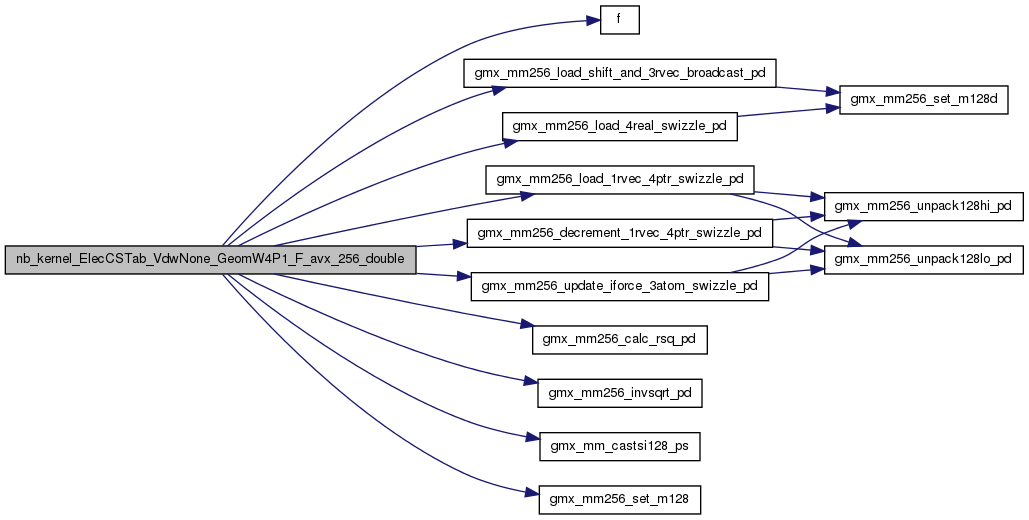 f
gmx_mm256_load_shift_and_3rvec_broadcast_pd
gmx_mm256_set_m128d
gmx_mm256_load_4real_swizzle_pd
gmx_mm256_load_1rvec_4ptr_swizzle_pd
gmx_mm256_unpack128hi_pd
gmx_mm256_decrement_1rvec_4ptr_swizzle_pd
nb_kernel_ElecCSTab_VdwNone_GeomW4P1_F_avx_256_double
gmx_mm256_unpack128lo_pd
gmx_mm256_update_iforce_3atom_swizzle_pd
gmx_mm256_calc_rsq_pd
gmx_mm256_invsqrt_pd
gmx_mm_castsi128_ps
gmx_mm256_set_m128